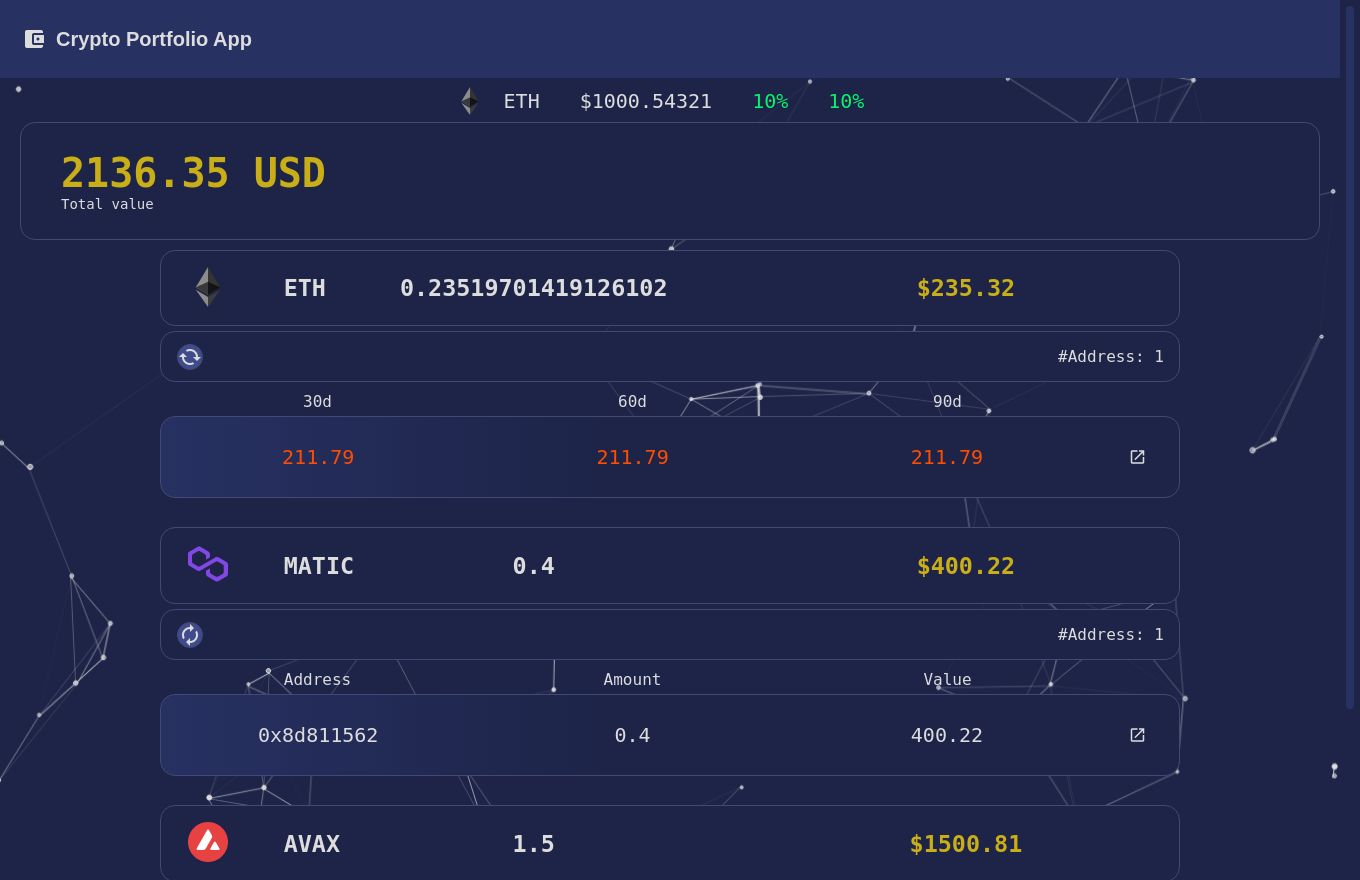 Crypto Portfolio App
ETH $1000.54321 10% 10%
2136.35 USD
Total value
ETH 0.23519701419126102 $235.32
#Address: 1
30d 60d 90d
211.79 211.79 211.79
MATIC 0.4 $400.22
#Address: 1
Address Amount Value
0x8d811562 0.4 400.22
AVAX 1.5 $1500.81